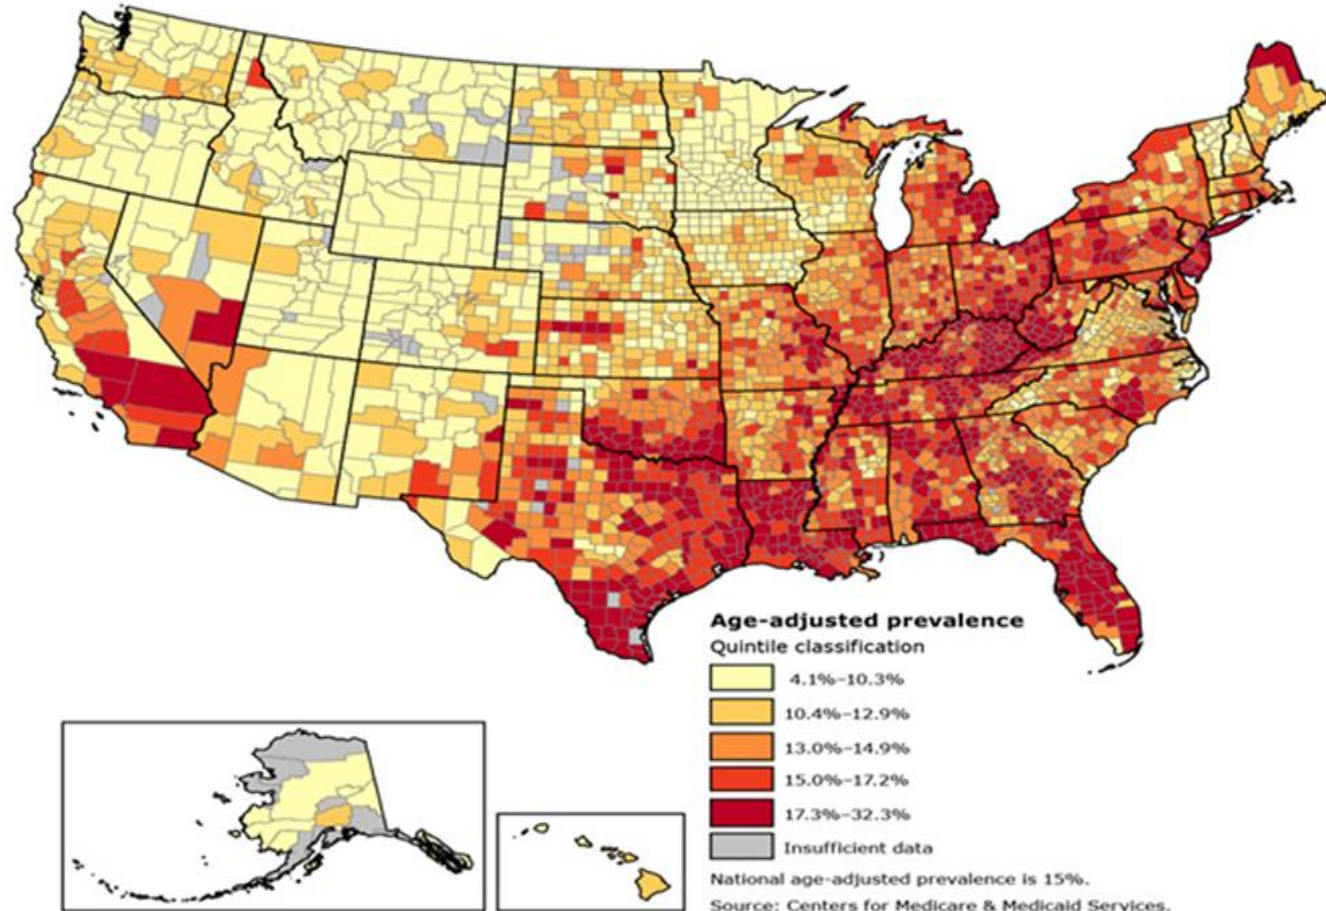 Age-adjusted prevalence
Quintile classification
4.1%–10.3%
10.4%–12.9%
13.0%–14.9%
15.0%–17.2%
17.3%–32.3%
Insufficient data
National age-adjusted prevalence is 15%.
Source: Centers for Medicare & Medicaid Services.